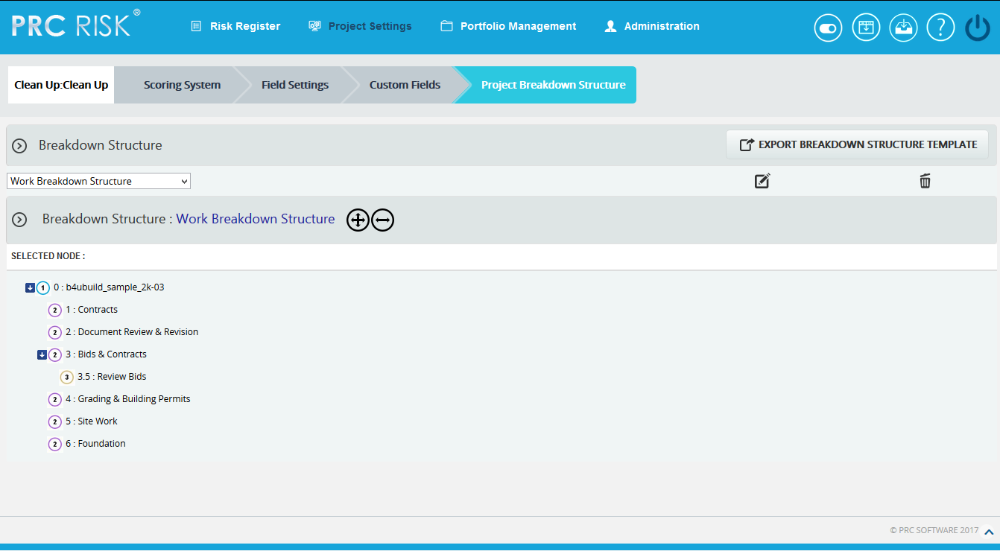 PRC RISK®
Risk Register
Project Settings
Portfolio Management
Administration
Clean Up:Clean Up
Scoring System
Field Settings
Custom Fields
Project Breakdown Structure
Breakdown Structure
EXPORT BREAKDOWN STRUCTURE TEMPLATE
Work Breakdown Structure
Breakdown Structure : Work Breakdown Structure
SELECTED NODE :
1 0 : b4ubuild_sample_2k-03
2 1 : Contracts
2 2 : Document Review & Revision
2 3 : Bids & Contracts
3 3.5 : Review Bids
2 4 : Grading & Building Permits
2 5 : Site Work
2 6 : Foundation
© PRC SOFTWARE 2017